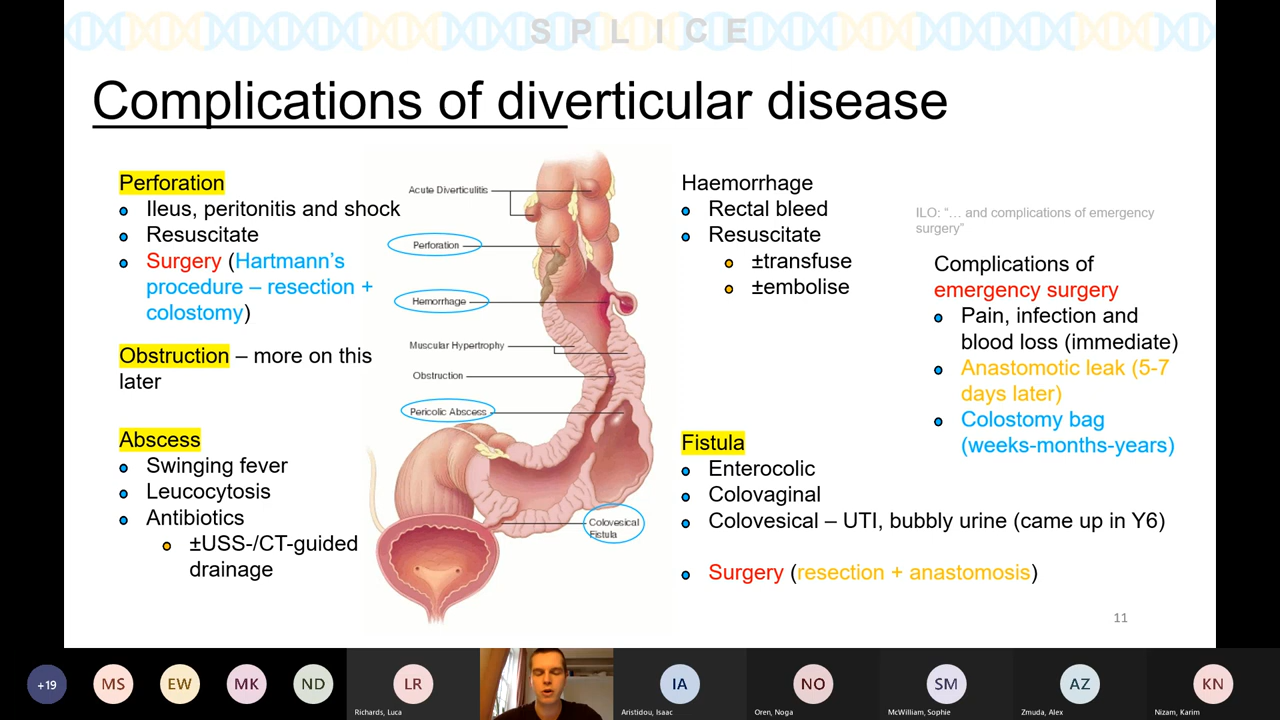 SPLICE
Complications of diverticular disease
Perforation
Ileus, peritonitis and shock
Resuscitate
Surgery (Hartmann's
procedure – resection +
colostomy)
Obstruction – more on this
later
Abscess
Swinging fever
Leucocytosis
Antibiotics
±USS-/CT-guided
drainage
Acute Diverticulitis
Perforation
Hemorrhage
Muscular Hypertrophy
Obstruction
Pericolic Abscess
Colovesical
Fistula
Haemorrhage
Rectal bleed
Resuscitate
±transfuse
±embolise
Fistula
Enterocolic
Colovaginal
Colovesical – UTI, bubbly urine (came up in Y6)
Surgery (resection + anastomosis)
ILO: "… and complications of emergency
surgery"
Complications of
emergency surgery
Pain, infection and
blood loss (immediate)
Anastomotic leak (5-7
days later)
Colostomy bag
(weeks-months-years)
11
+19
MS
EW
MK
ND
LR
Richards, Luca
IA
Aristidou, Isaac
NO
Oren, Noga
SM
McWilliam, Sophie
AZ
Zmuda, Alex
KN
Nizam, Karim